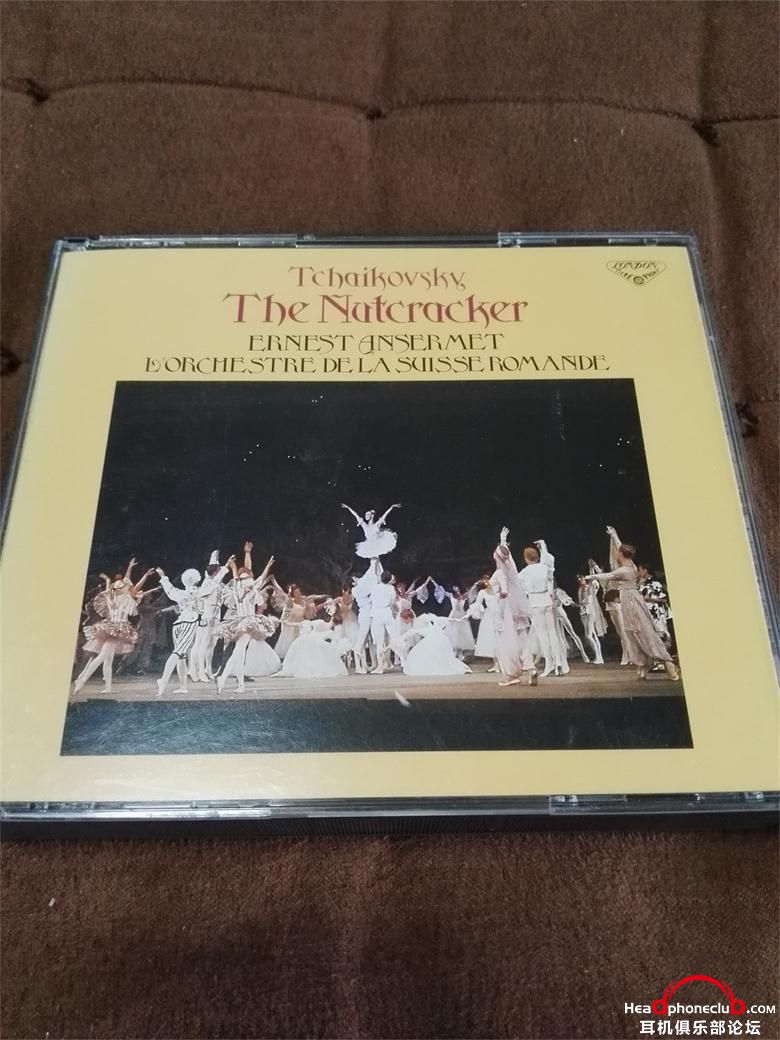 Tchaikovsky,
The Nutcracker
ERNEST ANSERMET
L'ORCHESTRE DE LA SUISSE ROMANDE
LONDON
HeadphoneclUb.com
耳机俱乐部论坛